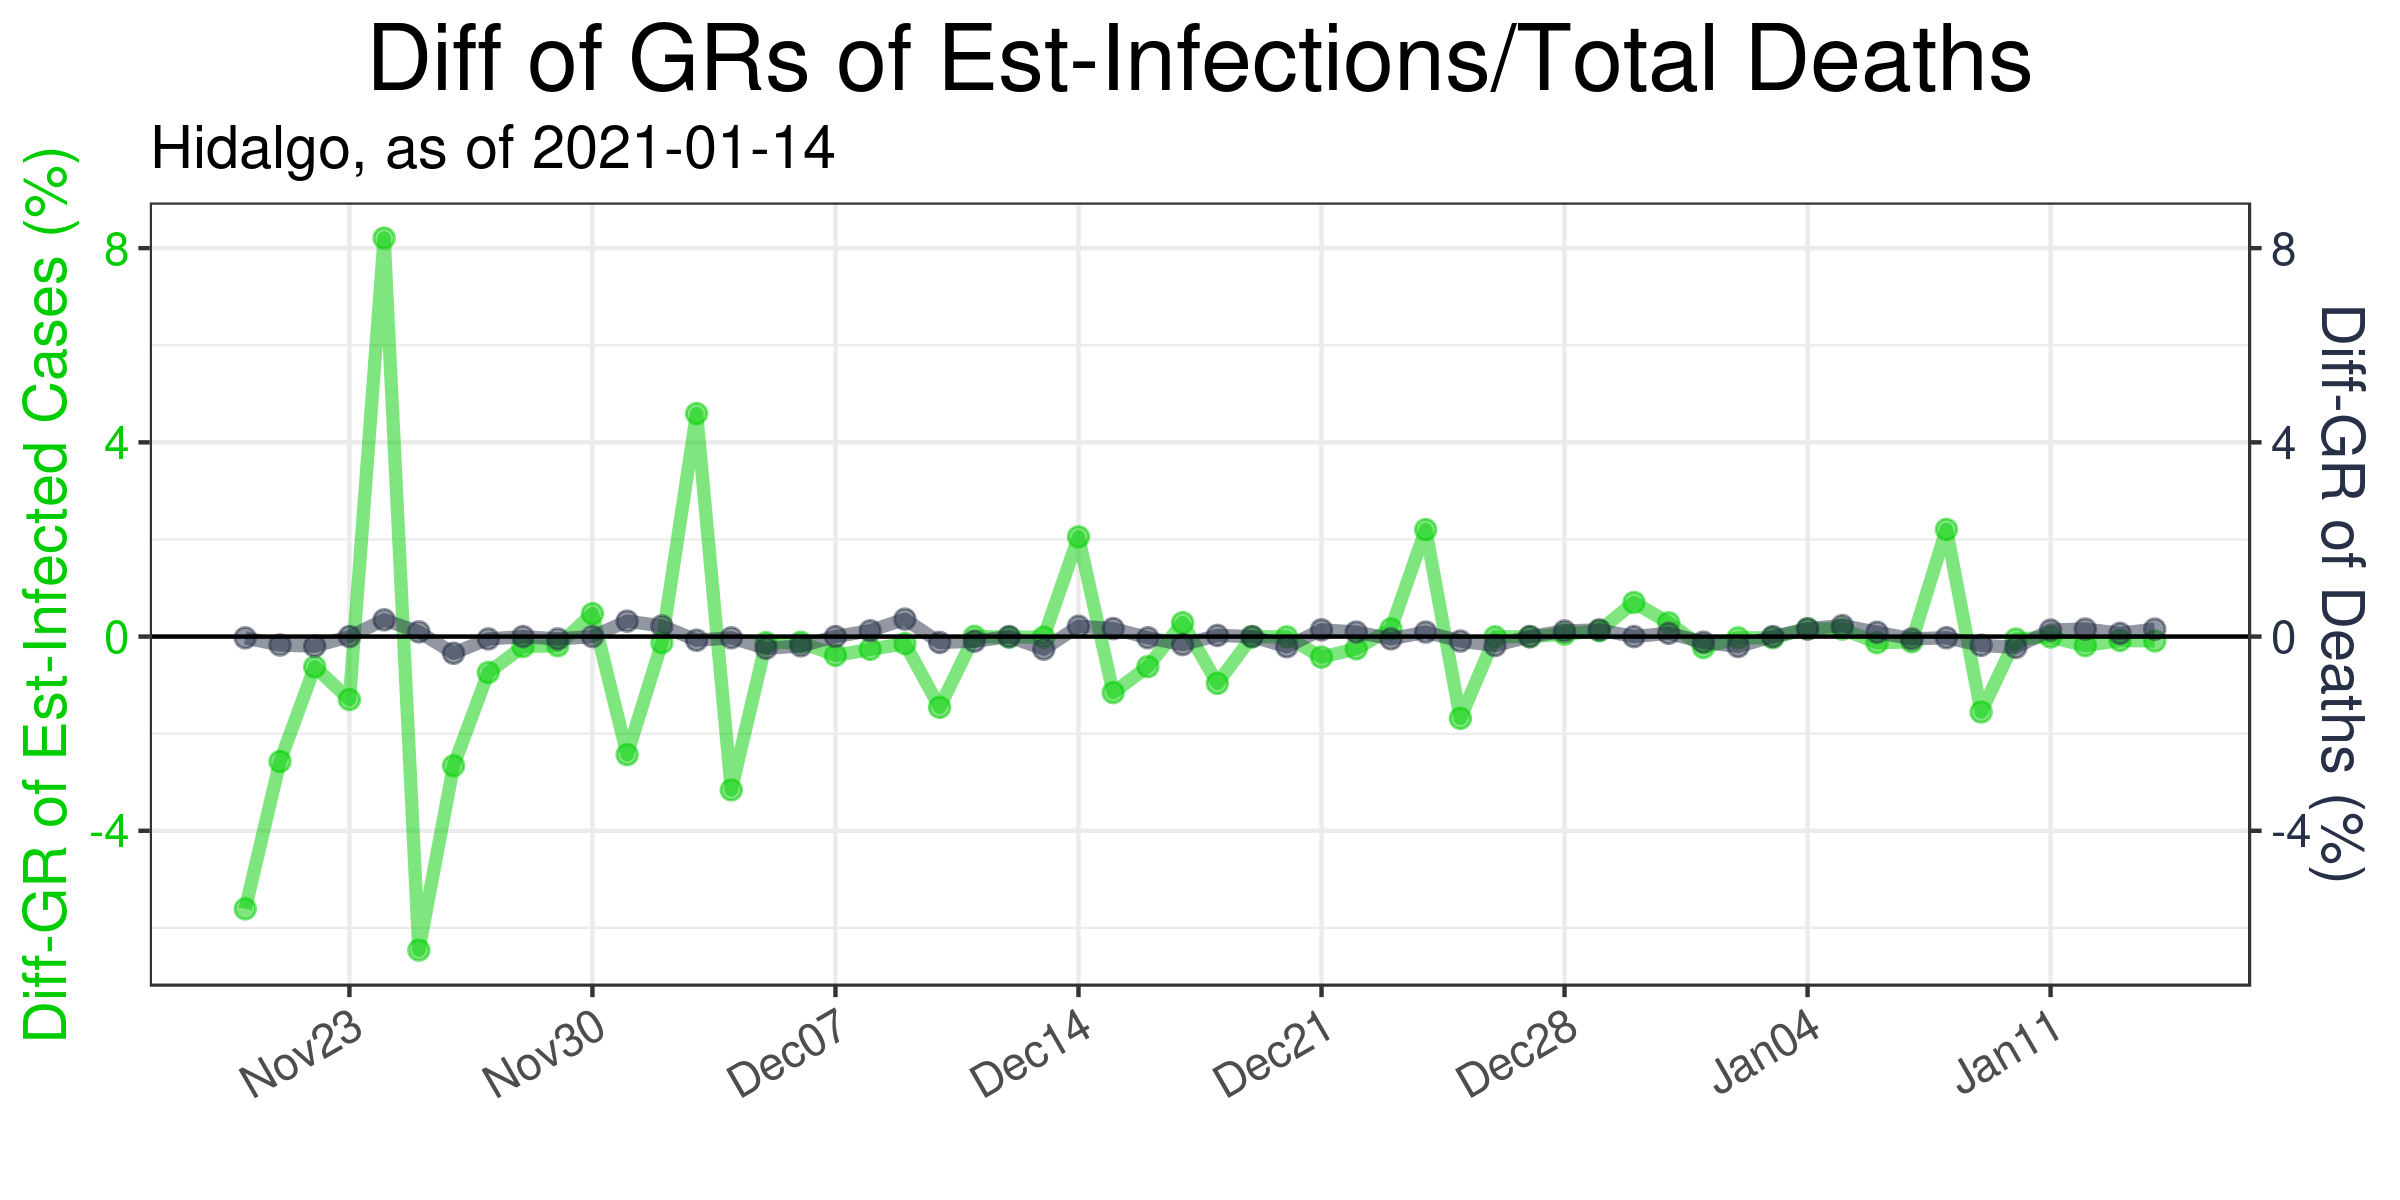 Diff of GRs of Est-Infections/Total Deaths
Hidalgo, as of 2021-01-14
Diff-GR of Est-Infected Cases (%)
8
4
0
-4
8
4
0
-4
Diff-GR of Deaths (%)
Nov23
Nov30
Dec07
Dec14
Dec21
Dec28
Jan04
Jan11